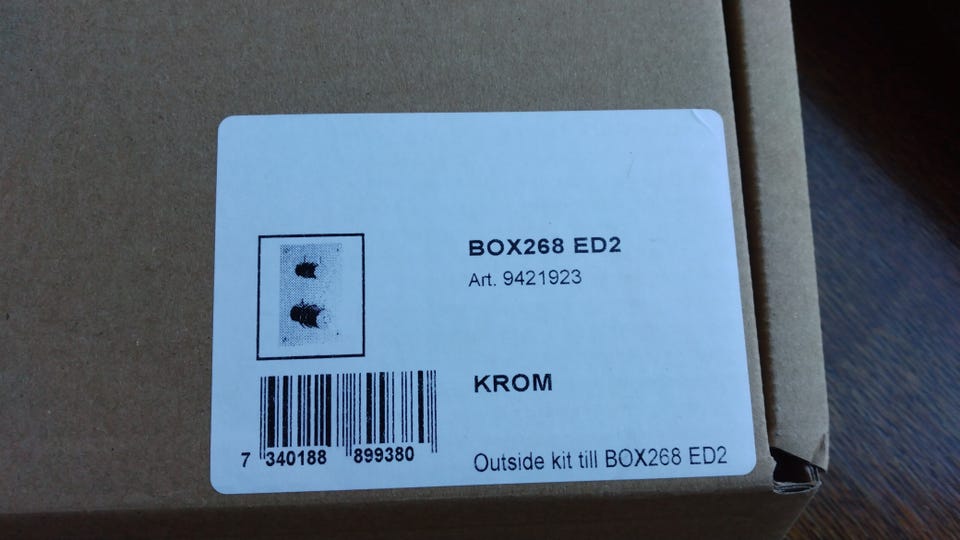 BOX268 ED2
Art. 9421923
KROM
7 340188 899380
Outside kit till BOX268 ED2